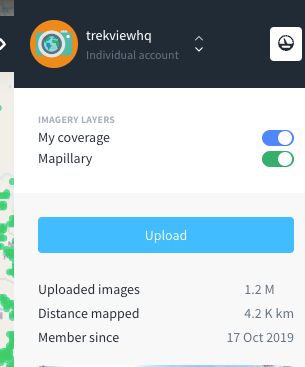 trekviewhq
Individual account
IMAGERY LAYERS
My coverage
Mapillary
Upload
Uploaded images 1.2 M
Distance mapped 4.2 K km
Member since 17 Oct 2019